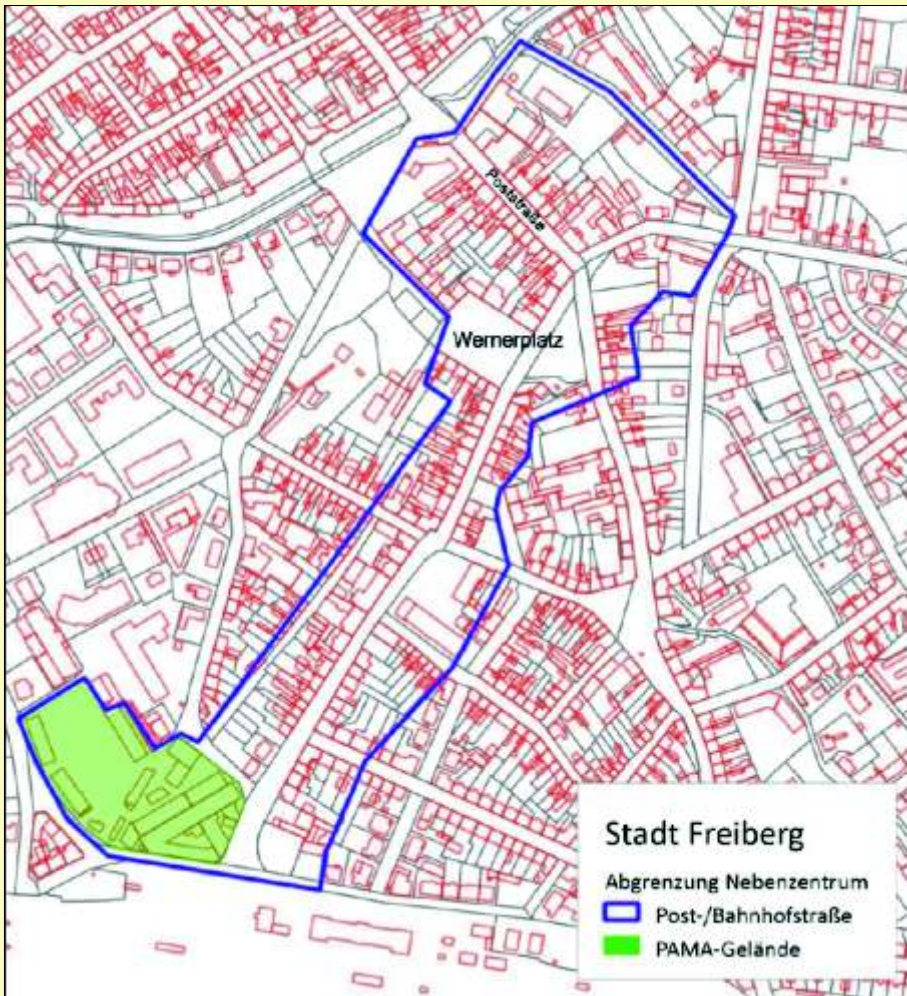 Poststraße
Wernerplatz
Stadt Freiberg
Abgrenzung Nebenzentrum
Post-/Bahnhofstraße
PAMA-Gelände